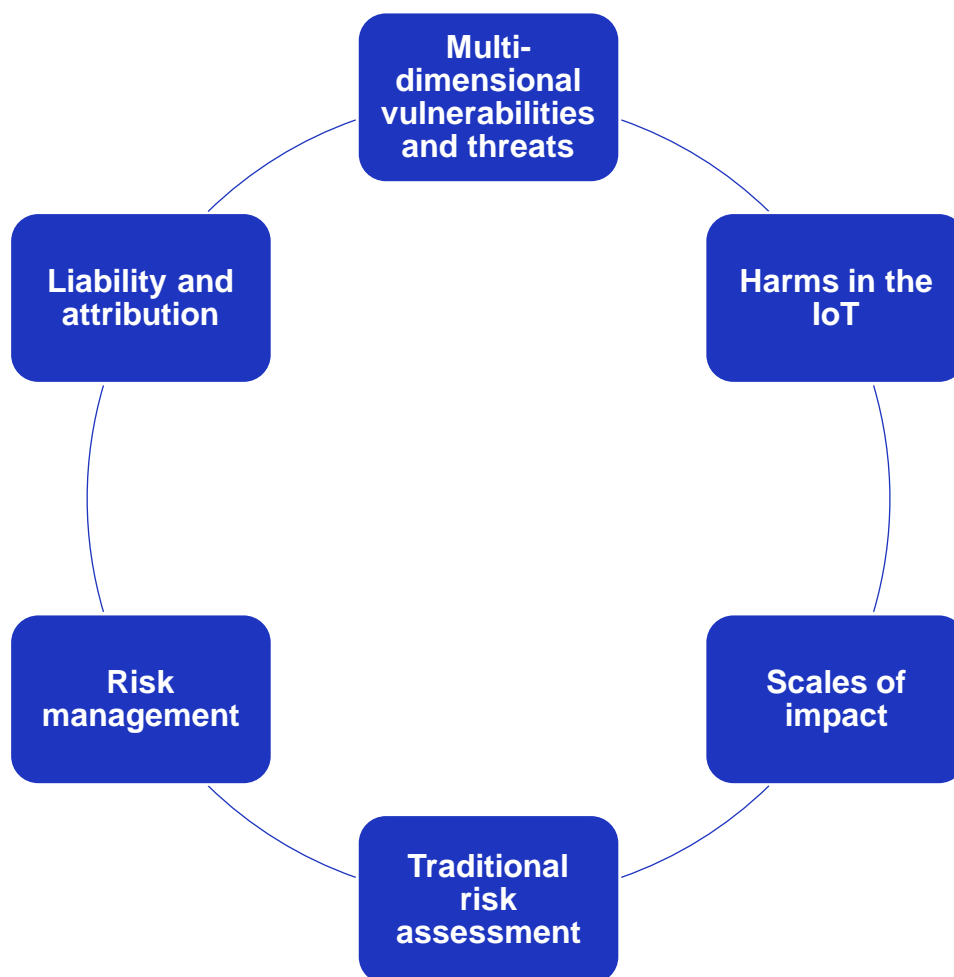 Multi-
dimensional
vulnerabilities
and threats
Harms in the
IoT
Scales of
impact
Traditional
risk
assessment
Risk
management
Liability and
attribution